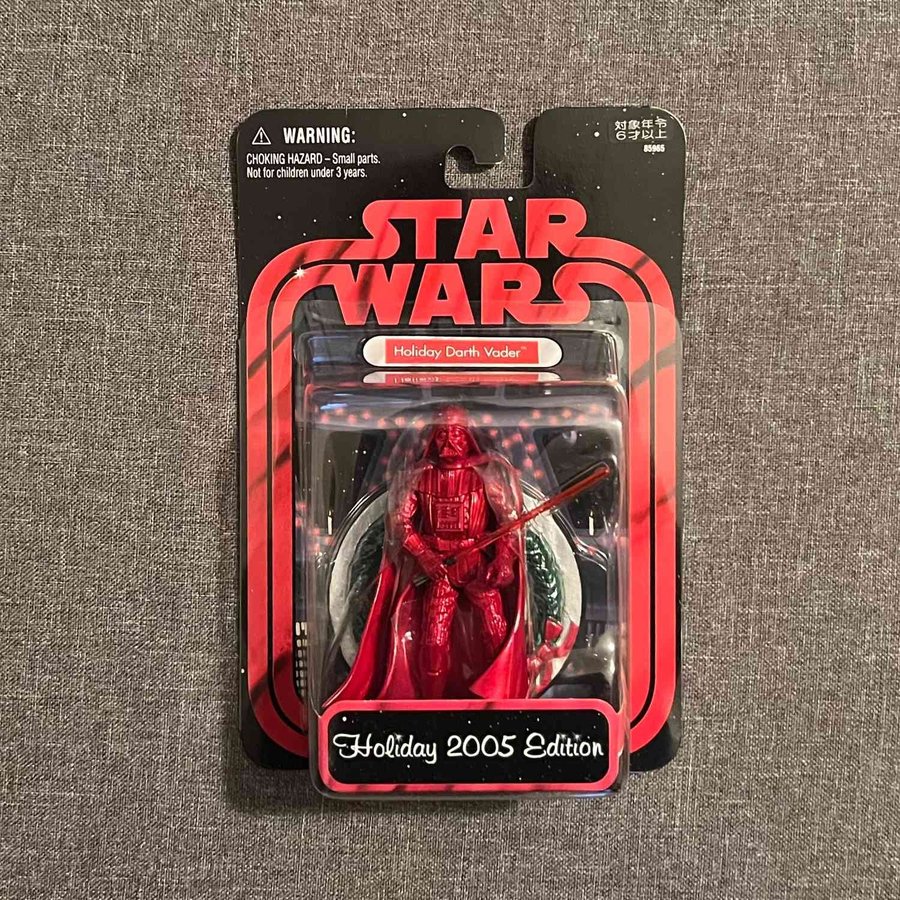 WARNING:
CHOKING HAZARD – Small parts.
Not for children under 3 years.
対象年令
6才以上
85965
STAR
WARS
Holiday Darth Vader™
Holiday 2005 Edition